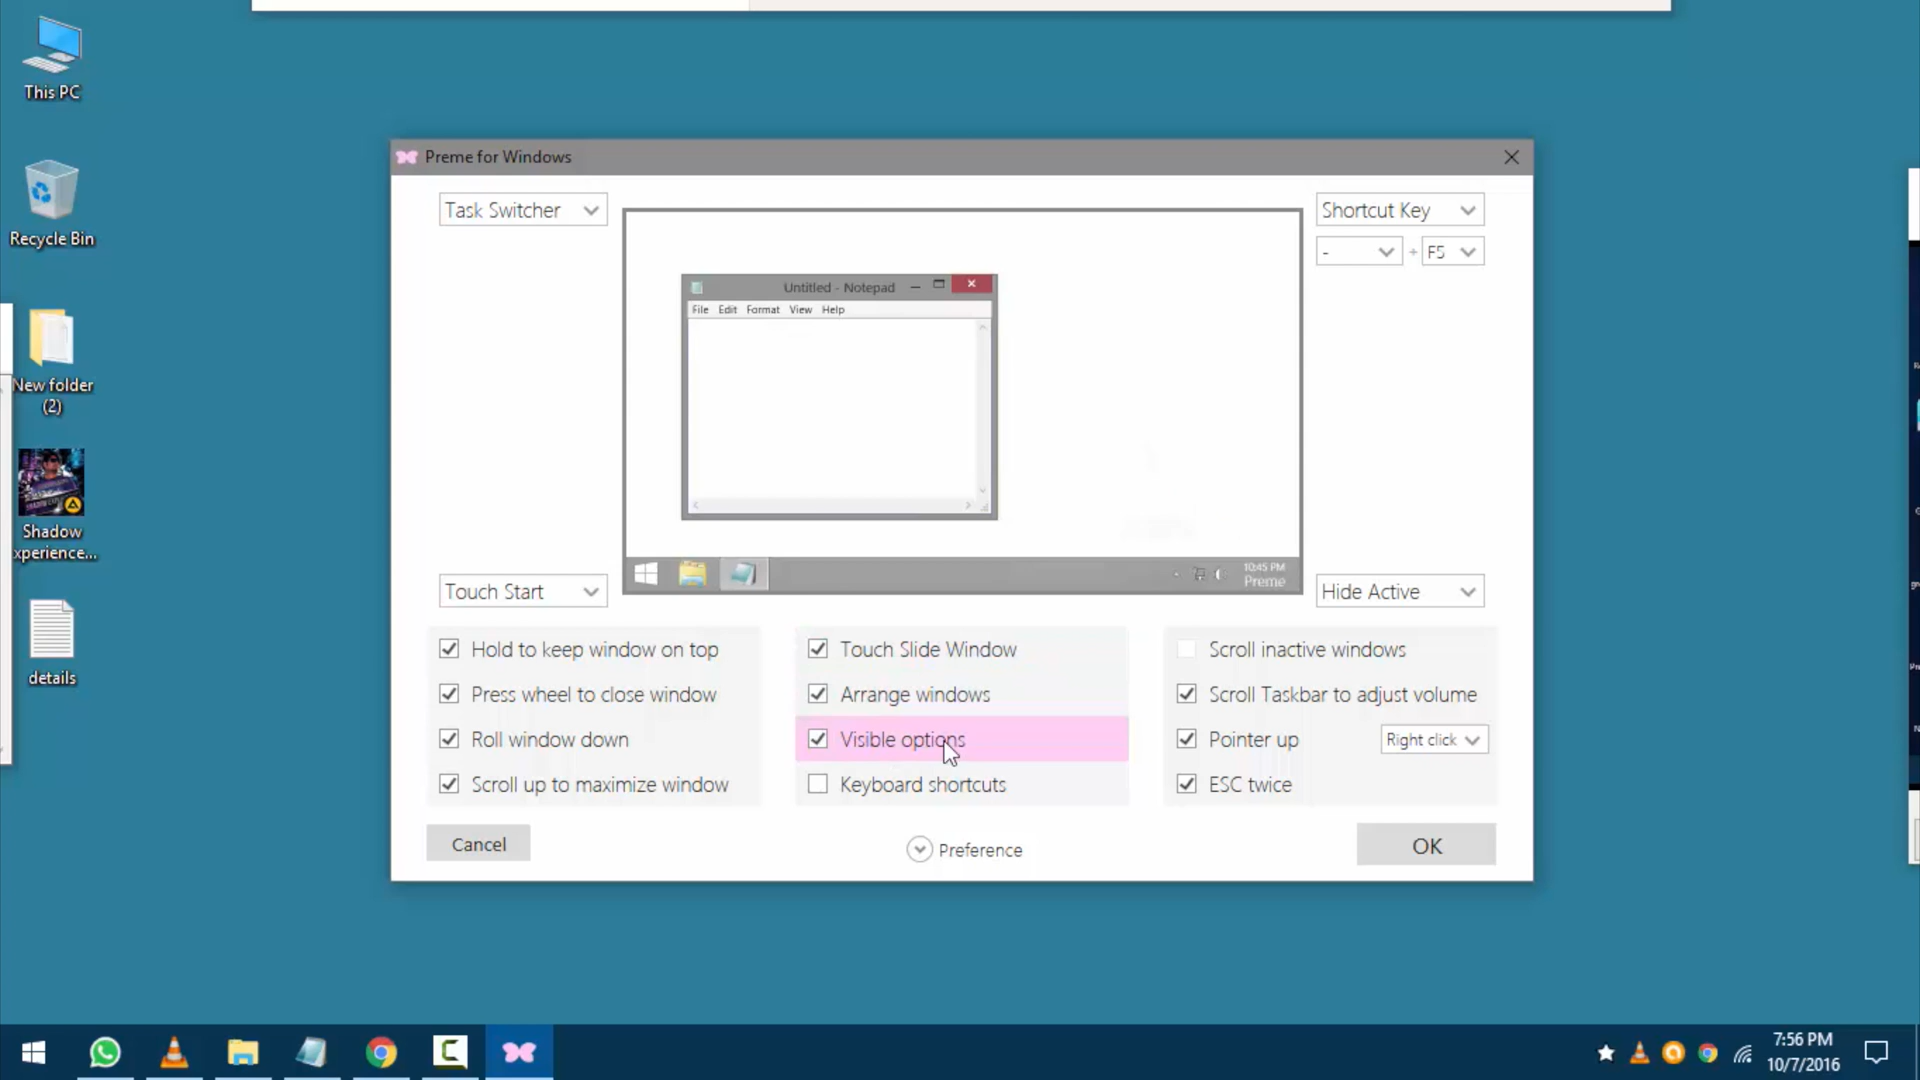 This PC
Recycle Bin
New folder
(2)
Shadow
xperience...
details
Preme for Windows
Task Switcher
Shortcut Key
- + F5
Untitled - Notepad
File Edit Format View Help
10:45 PM
Preme
Touch Start
Hide Active
Hold to keep window on top
Press wheel to close window
Roll window down
Scroll up to maximize window
Touch Slide Window
Arrange windows
Visible options
Keyboard shortcuts
Scroll inactive windows
Scroll Taskbar to adjust volume
Pointer up
Right click
ESC twice
Cancel
Preference
OK
7:56 PM
10/7/2016